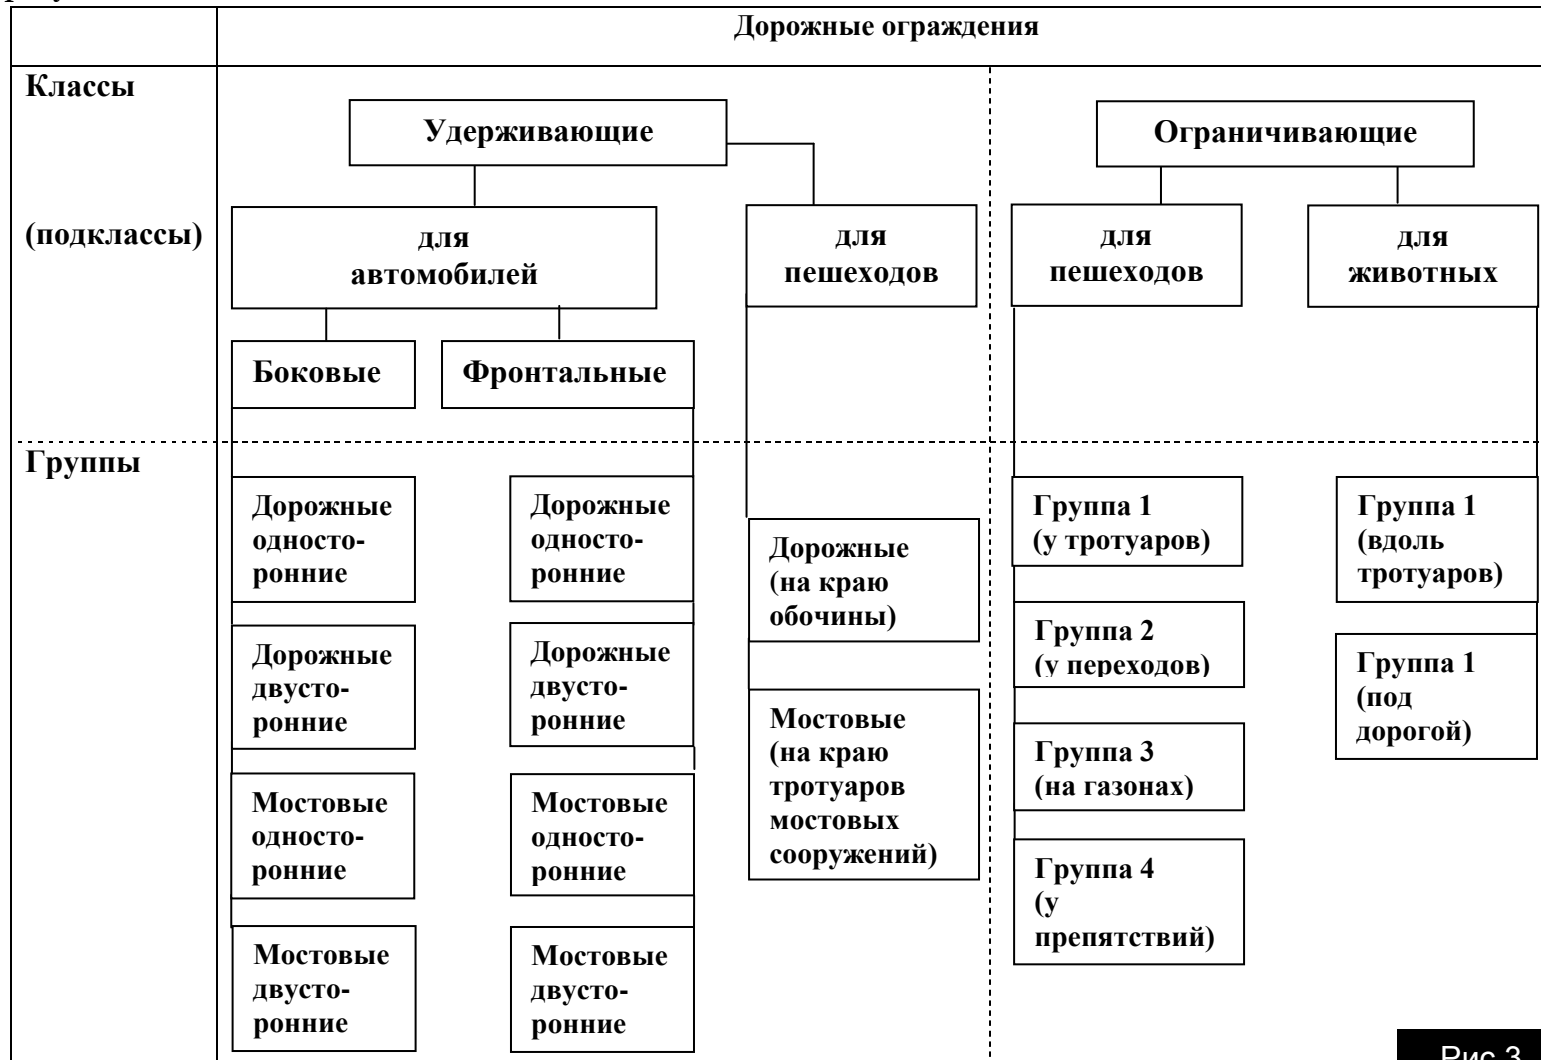 Дорожные ограждения
Классы
Удерживающие
Ограничивающие
(подклассы)
для
автомобилей
для
пешеходов
для
пешеходов
для
животных
Боковые
Фронтальные
Группы
Дорожные
односто-
ронние
Дорожные
двусто-
ронние
Мостовые
односто-
ронние
Мостовые
двусто-
ронние
Дорожные
односто-
ронние
Дорожные
двусто-
ронние
Мостовые
односто-
ронние
Мостовые
двусто-
ронние
Дорожные
(на краю
обочины)
Мостовые
(на краю
тротуаров
мостовых
сооружений)
Группа 1
(у тротуаров)
Группа 2
(у переходов)
Группа 3
(на газонах)
Группа 4
(у
препятствий)
Группа 1
(вдоль
тротуаров)
Группа 1
(под
дорогой)
Рис 3